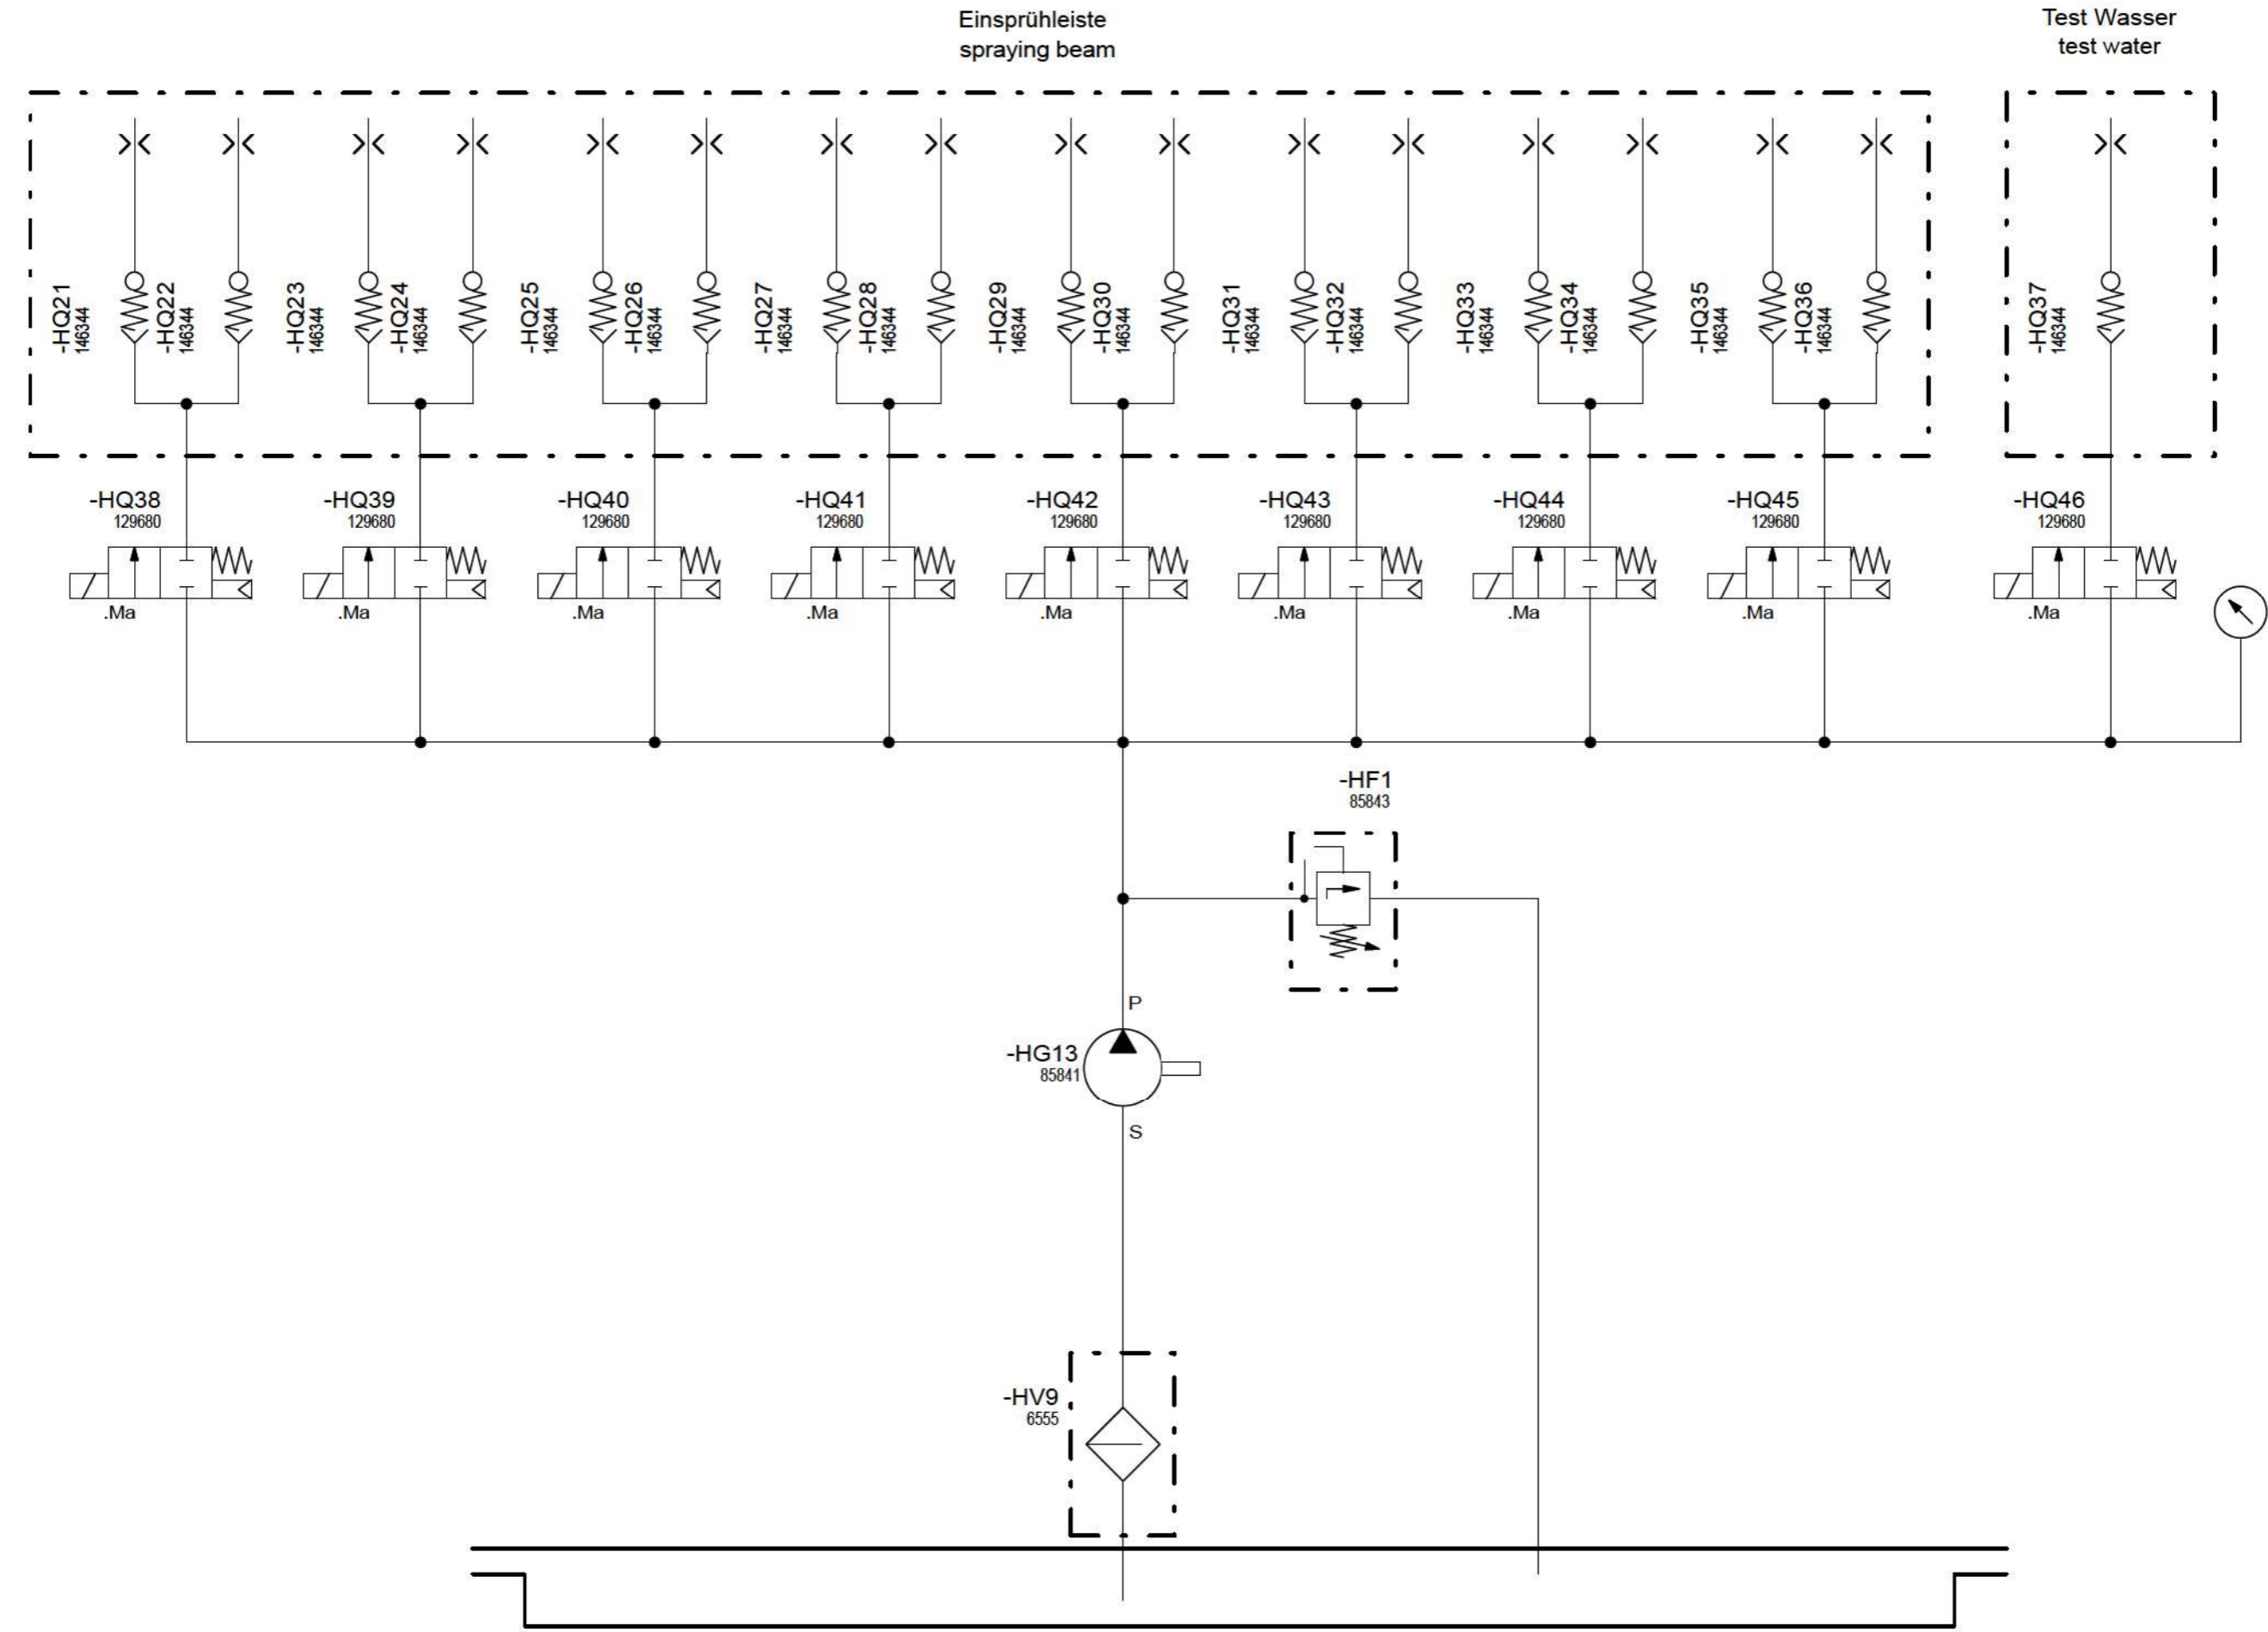 Einsprühleiste
spraying beam
Test Wasser
test water
-HQ21
146344
-HQ22
146344
-HQ23
146344
-HQ24
146344
-HQ25
146344
-HQ26
146344
-HQ27
146344
-HQ28
146344
-HQ29
146344
-HQ30
146344
-HQ31
146344
-HQ32
146344
-HQ33
146344
-HQ34
146344
-HQ35
146344
-HQ36
146344
-HQ37
146344
-HQ38
129680
.Ma
-HQ39
129680
.Ma
-HQ40
129680
.Ma
-HQ41
129680
.Ma
-HQ42
129680
.Ma
-HQ43
129680
.Ma
-HQ44
129680
.Ma
-HQ45
129680
.Ma
-HQ46
129680
.Ma
-HF1
85843
P
-HG13
85841
S
-HV9
6555